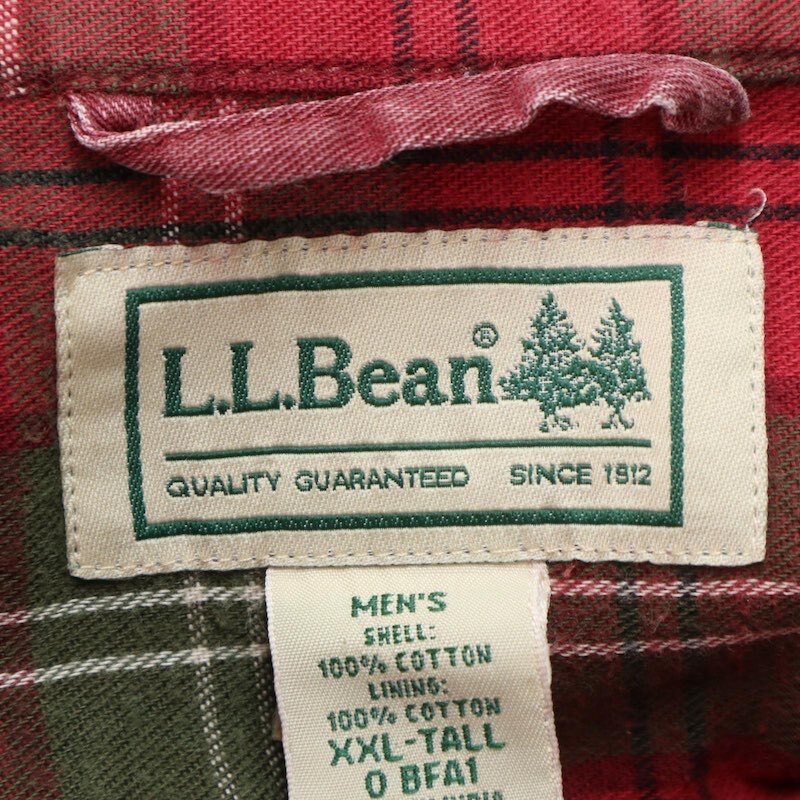 L.L.Bean®
QUALITY GUARANTEED SINCE 1912
MEN'S
SHELL:
100% COTTON
LINING:
100% COTTON
XXL-TALL
0 BFA1